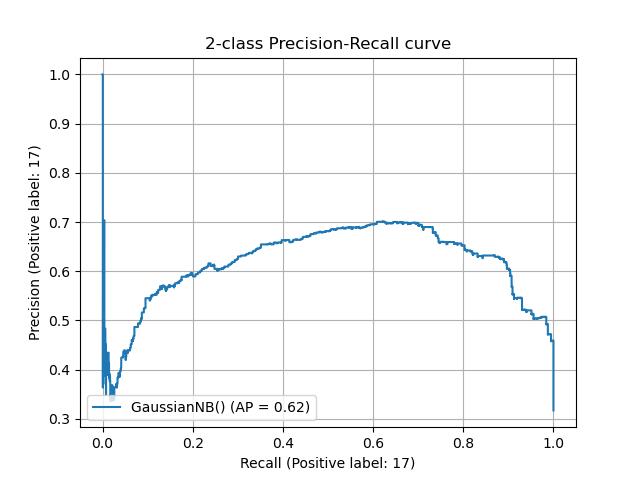 2-class Precision-Recall curve
1.0
0.9
0.8
0.7
0.6
0.5
0.4
0.3
Precision (Positive label: 17)
GaussianNB() (AP = 0.62)
0.0 0.2 0.4 0.6 0.8 1.0
Recall (Positive label: 17)